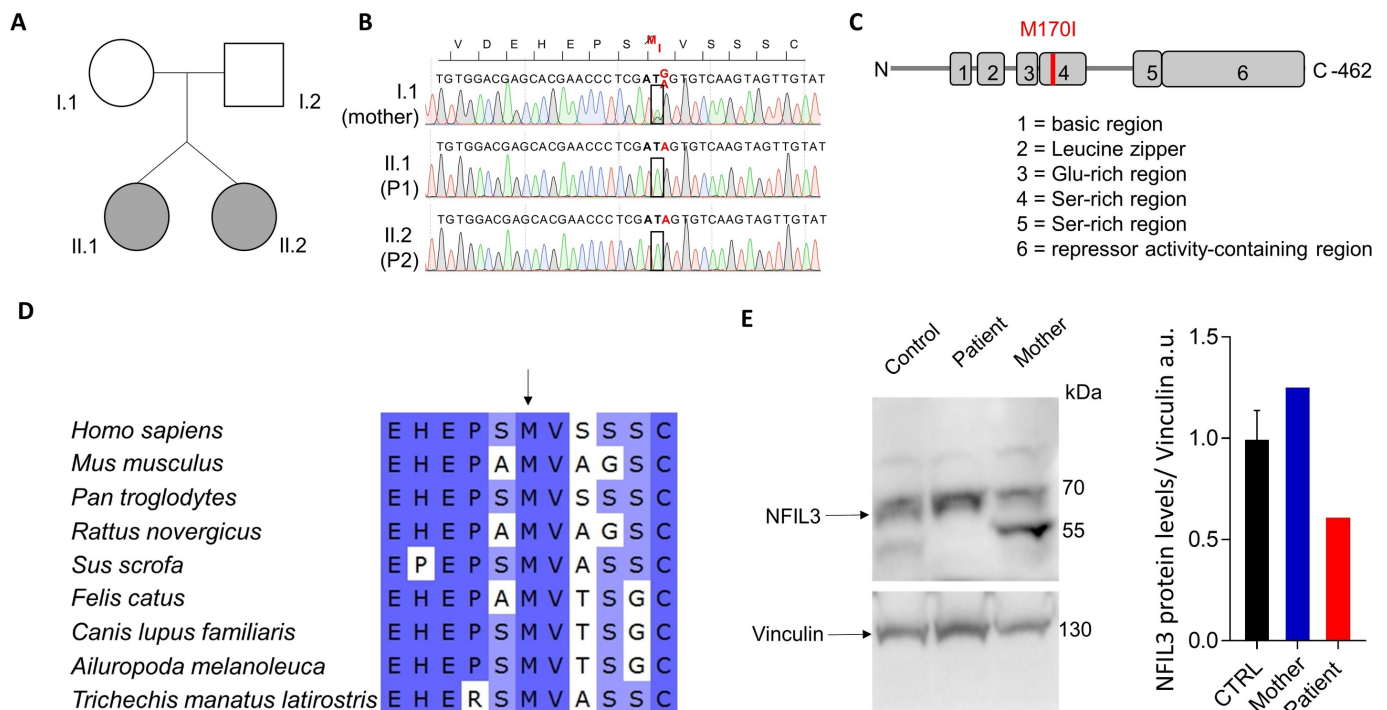 A
I.1
I.2
II.1
II.2
B
V D E H E P S M I V S S S C
I.1
(mother)
TGTGGACGAGCACGAACCCTCGATGAGTGTCAAGTAGTTGTAT
II.1
(P1)
TGTGGACGAGCACGAACCCTCGATAGTGTCAAGTAGTTGTAT
II.2
(P2)
TGTGGACGAGCACGAACCCTCGATAGTGTCAAGTAGTTGTAT
C
M170I
N 1 2 3 4 5 6 C -462
1 = basic region
2 = Leucine zipper
3 = Glu-rich region
4 = Ser-rich region
5 = Ser-rich region
6 = repressor activity-containing region
D
Homo sapiens E H E P S M V S S S C
Mus musculus E H E P A M V A G S C
Pan troglodytes E H E P S M V S S S C
Rattus novergicus E H E P A M V A G S C
Sus scrofa E P E P S M V A S S C
Felis catus E H E P A M V T S G C
Canis lupus familiaris E H E P S M V T S G C
Ailuropoda melanoleuca E H E P S M V T S G C
Trichechis manatus latirostris E H E R S M V A S S C
E
Control Patient Mother
kDa
NFIL3
70
55
Vinculin
130
NFIL3 protein levels/ Vinculin a.u.
1.5
1.0
0.5
0.0
CTRL
Mother
Patient